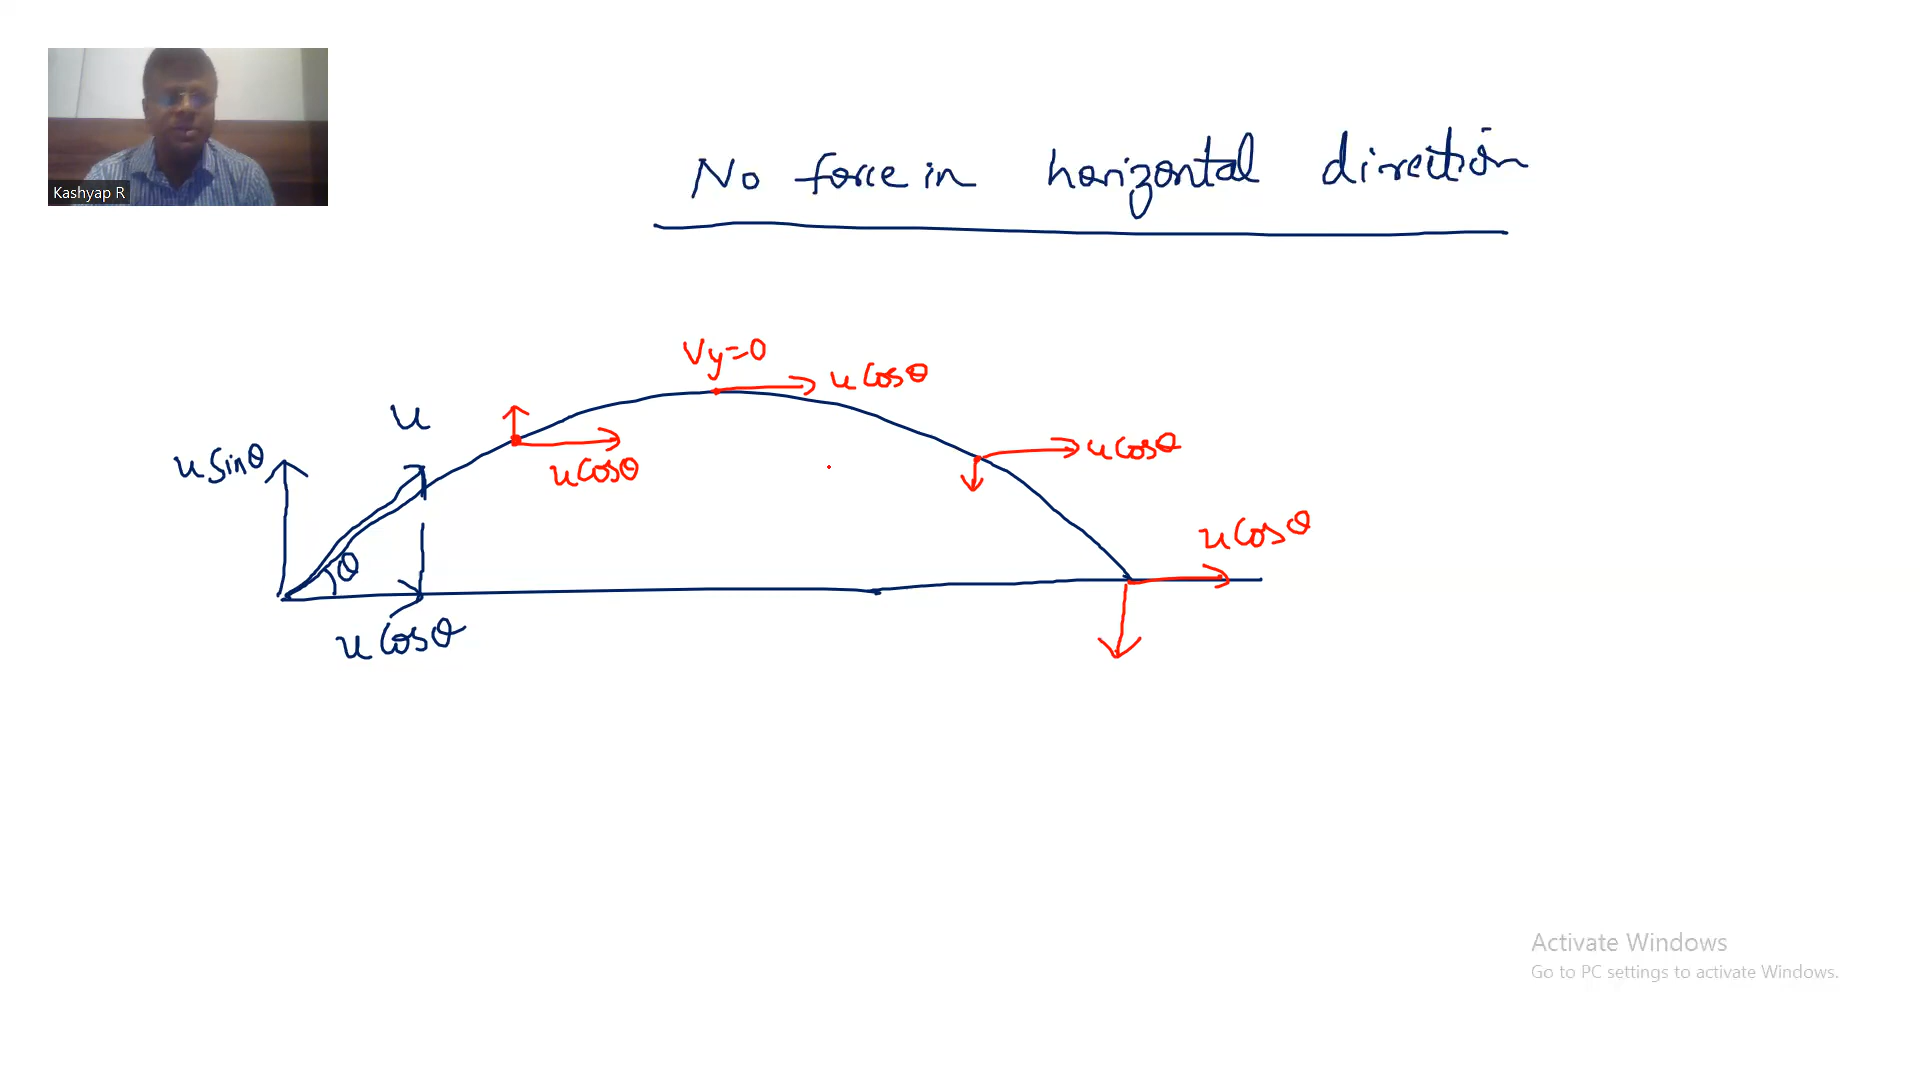 Kashyap R
No force in horizontal direction
Vy=0
u cosθ
u
u sinθ
u cosθ
u cosθ
u cosθ
θ
u cosθ
Activate Windows
Go to PC settings to activate Windows.